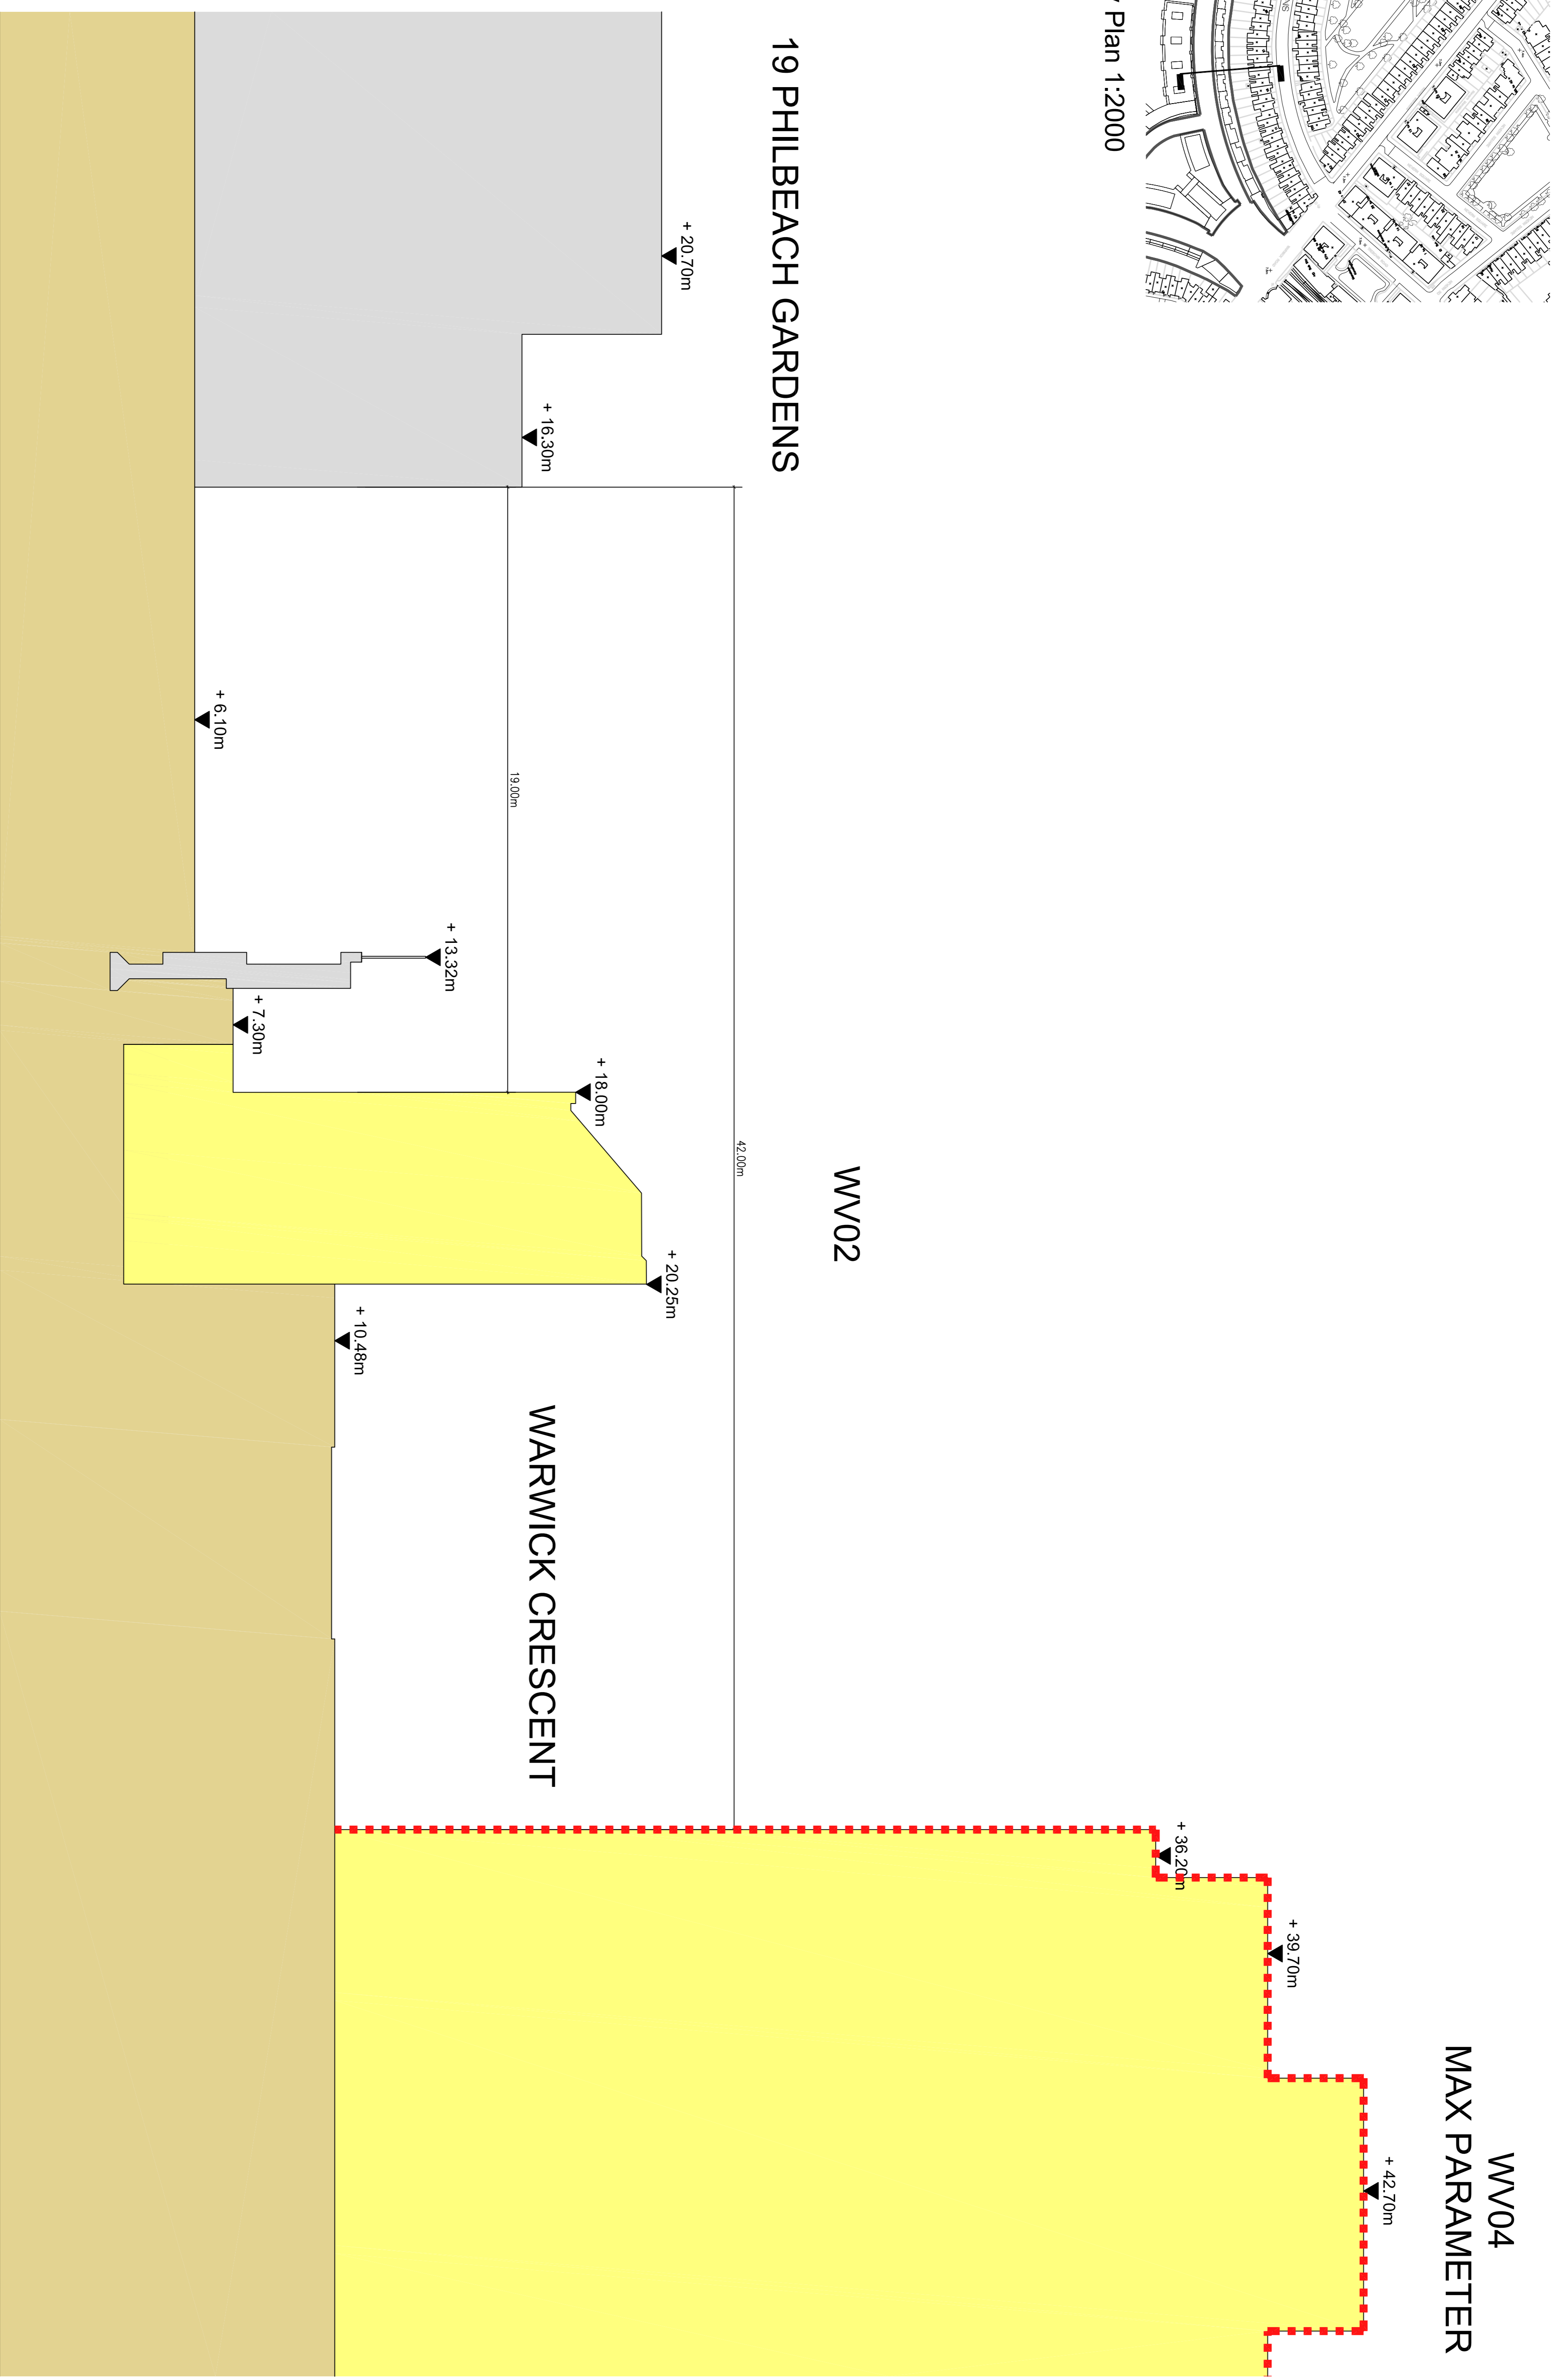 y Plan 1:2000
WV04
MAX PARAMETER
+ 42.70m
+ 39.70m
+ 36.20m
19 PHILBEACH GARDENS
WV02
42.00m
+ 20.70m
+ 20.25m
+ 18.00m
+ 16.30m
19.00m
WARWICK CRESCENT
+ 13.32m
+ 10.48m
+ 7.30m
+ 6.10m